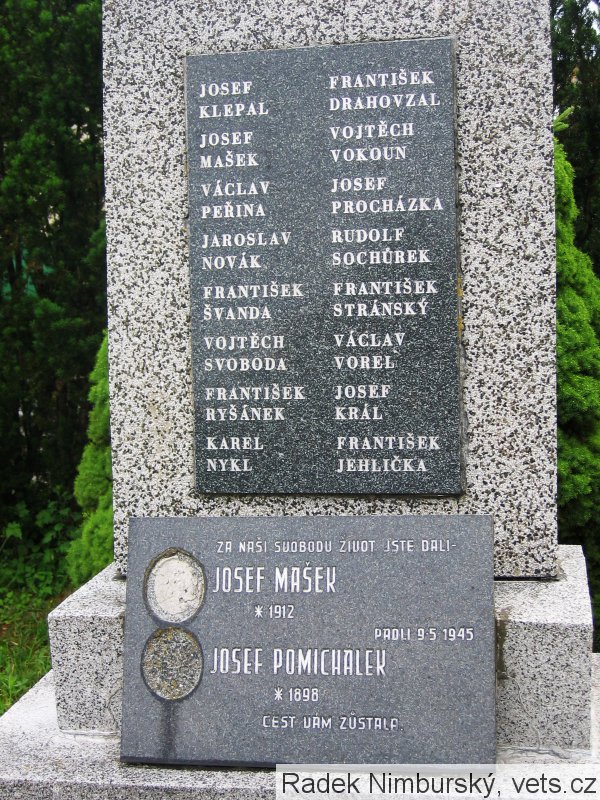 JOSEF
KLEPAL
JOSEF
MAŠEK
VÁCLAV
PEŘINA
JAROSLAV
NOVÁK
FRANTIŠEK
ŠVANDA
VOJTĚCH
SVOBODA
FRANTIŠEK
RYŠÁNEK
KAREL
NYKL
FRANTIŠEK
DRAHOVZAL
VOJTĚCH
VOKOUN
JOSEF
PROCHÁZKA
RUDOLF
SOCHŮREK
FRANTIŠEK
STRÁNSKÝ
VÁCLAV
VOREL
JOSEF
KRÁL
FRANTIŠEK
JEHLIČKA
ZA NAŠI SVOBODU ŽIVOT JSTE DALI-
JOSEF MAŠEK
* 1912
PADLI 9.5.1945
JOSEF POMICHALEK
* 1898
ČEST VÁM ZŮSTALA.
Radek Nimburský, vets.cz